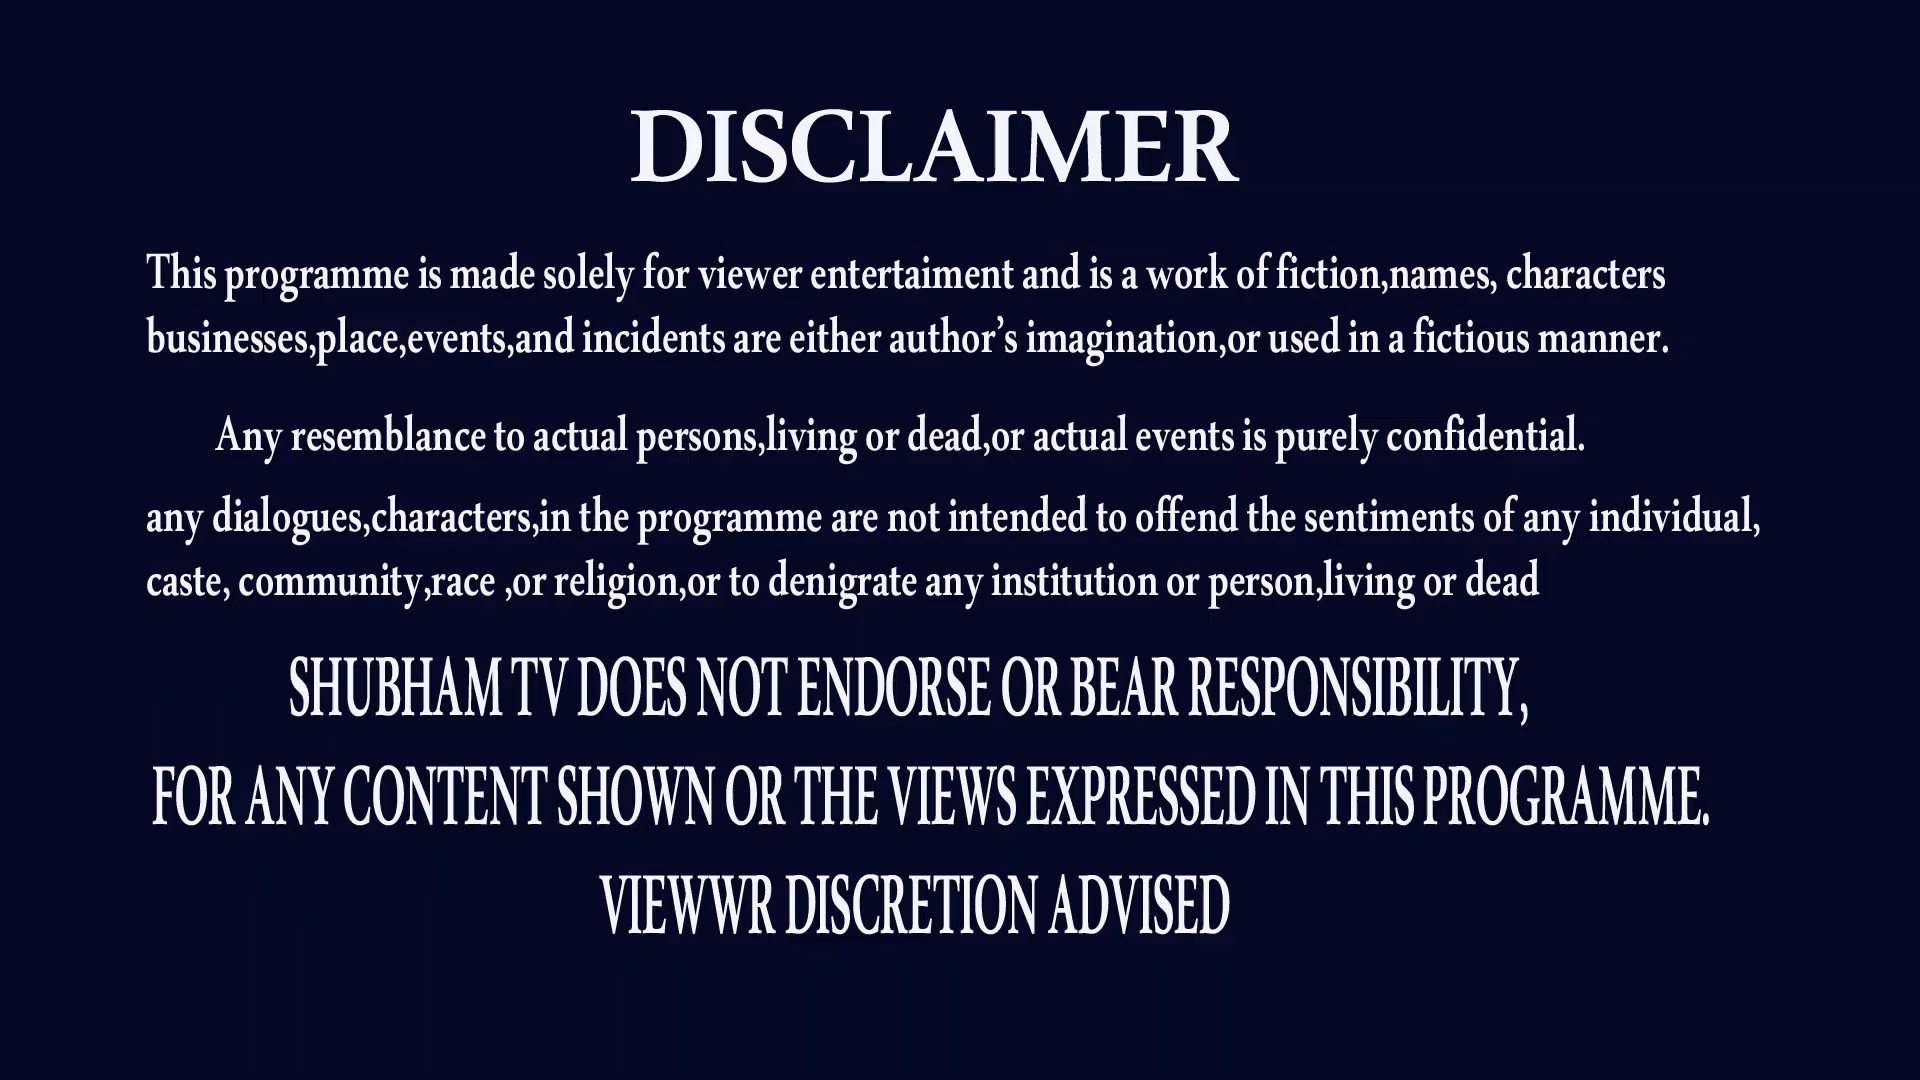 DISCLAIMER
This programme is made solely for viewer entertaiment and is a work of fiction,names, characters
businesses,place,events,and incidents are either author’s imagination,or used in a fictious manner.
Any resemblance to actual persons,living or dead,or actual events is purely confidential.
any dialogues,characters,in the programme are not intended to offend the sentiments of any individual,
caste, community,race ,or religion,or to denigrate any institution or person,living or dead
SHUBHAM TV DOES NOT ENDORSE OR BEAR RESPONSIBILITY,
FOR ANY CONTENT SHOWN OR THE VIEWS EXPRESSED IN THIS PROGRAMME.
VIEWWR DISCRETION ADVISED